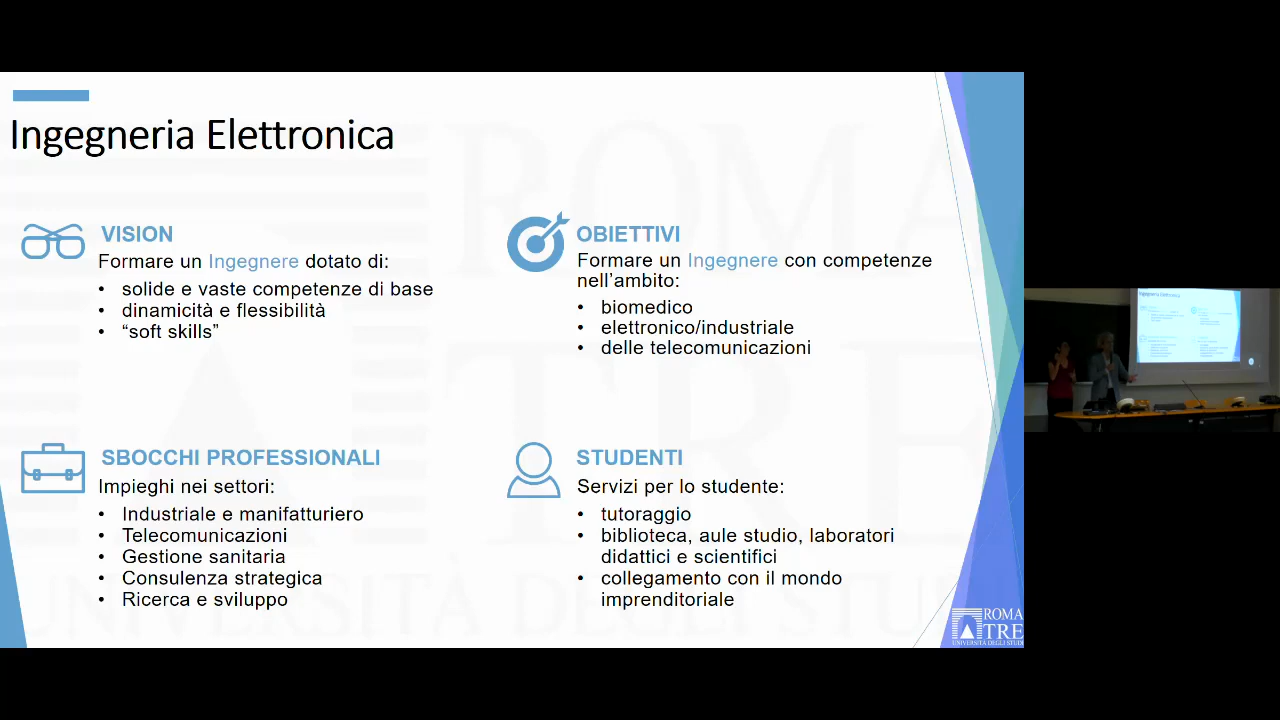 Ingegneria Elettronica
VISION
Formare un Ingegnere dotato di:
• solide e vaste competenze di base
• dinamicità e flessibilità
• “soft skills”
OBIETTIVI
Formare un Ingegnere con competenze
nell’ambito:
• biomedico
• elettronico/industriale
• delle telecomunicazioni
SBOCCHI PROFESSIONALI
Impieghi nei settori:
• Industriale e manifatturiero
• Telecomunicazioni
• Gestione sanitaria
• Consulenza strategica
• Ricerca e sviluppo
STUDENTI
Servizi per lo studente:
• tutoraggio
• biblioteca, aule studio, laboratori
didattici e scientifici
• collegamento con il mondo
imprenditoriale
ROMA
TRE
UNIVERSITÀ DEGLI STUDI
Ingegneria Elettronica